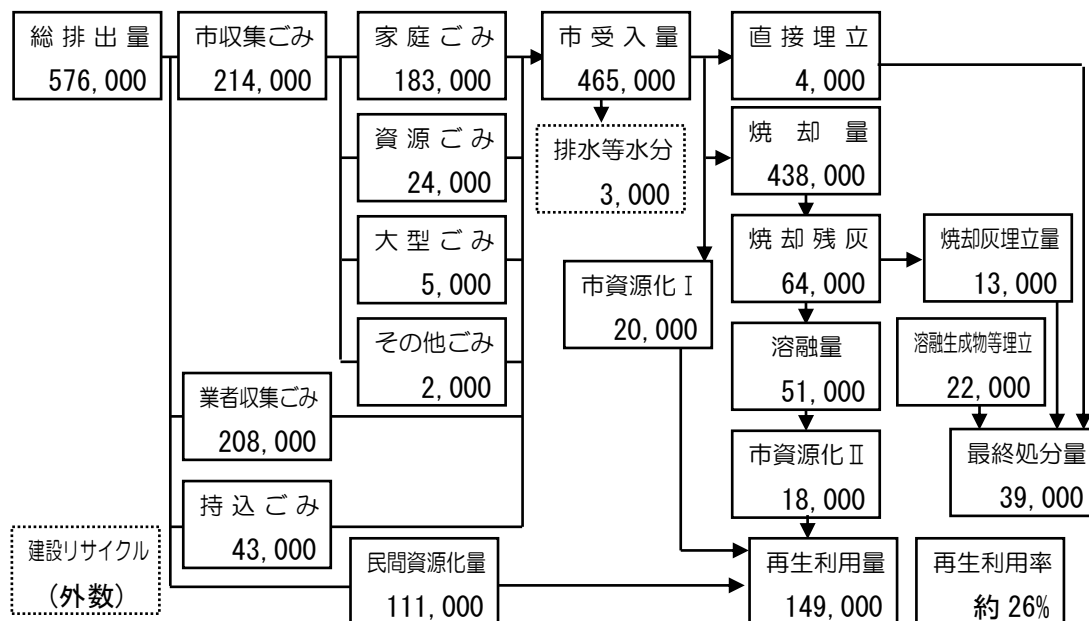 総排出量
576,000
市収集ごみ
214,000
家庭ごみ
183,000
市受入量
465,000
直接埋立
4,000
資源ごみ
24,000
排水等水分
3,000
焼却量
438,000
大型ごみ
5,000
市資源化Ⅰ
20,000
焼却残灰
64,000
焼却灰埋立量
13,000
その他ごみ
2,000
溶融量
51,000
溶融生成物等埋立
22,000
業者収集ごみ
208,000
市資源化Ⅱ
18,000
最終処分量
39,000
持込ごみ
43,000
建設リサイクル
(外数)
民間資源化量
111,000
再生利用量
149,000
再生利用率
約26%